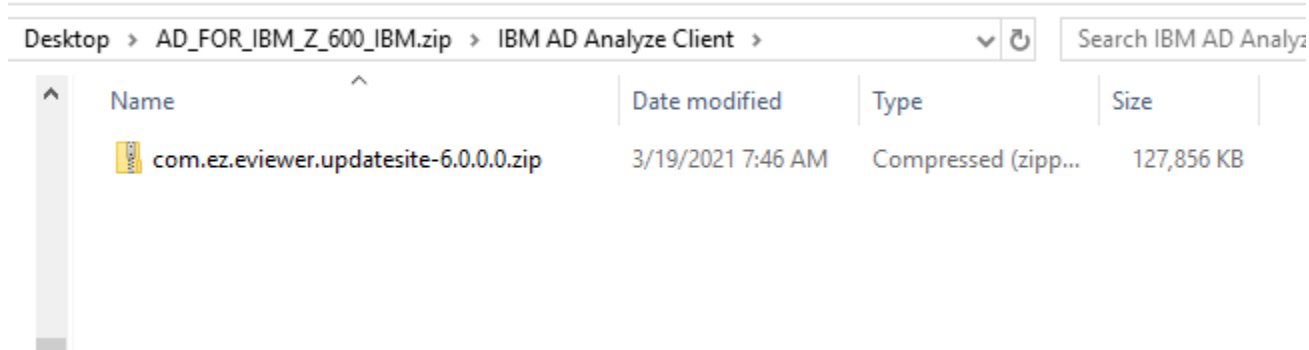 Desktop > AD_FOR_IBM_Z_600_IBM.zip > IBM AD Analyze Client > Search IBM AD Analyz
Name Date modified Type Size
com.ez.eviewer.updatesite-6.0.0.0.zip 3/19/2021 7:46 AM Compressed (zipp... 127,856 KB